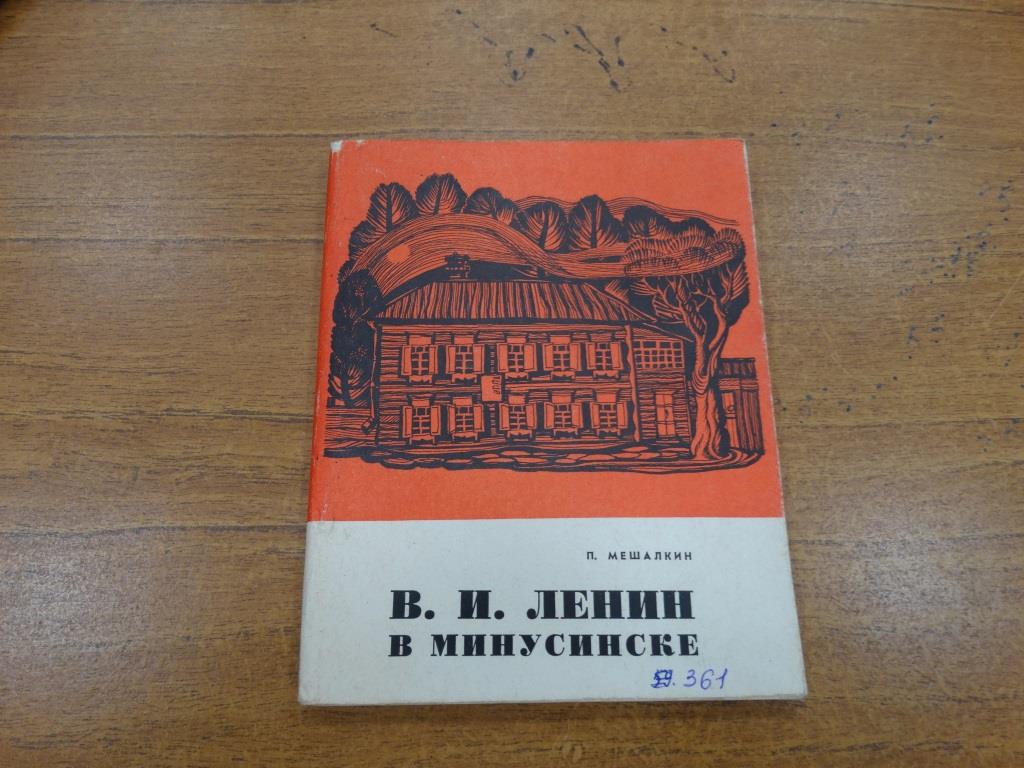 П. МЕШАЛКИН
В. И. ЛЕНИН
В МИНУСИНСКЕ
361